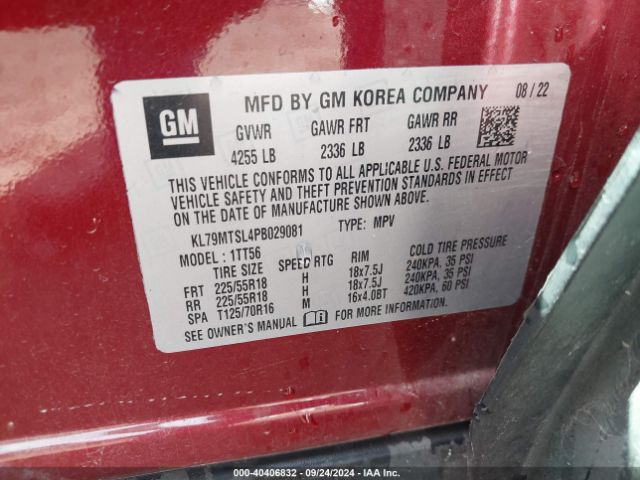 GM
MFD BY GM KOREA COMPANY 08 / 22
GVWR GAWR FRT GAWR RR
4255 LB 2336 LB 2336 LB
THIS VEHICLE CONFORMS TO ALL APPLICABLE U.S. FEDERAL MOTOR
VEHICLE SAFETY AND THEFT PREVENTION STANDARDS IN EFFECT
ON THE DATE OF MANUFACTURE SHOWN ABOVE.
KL79MTSL4PB029081 TYPE: MPV
MODEL: 1TT56
TIRE SIZE SPEED RTG RIM COLD TIRE PRESSURE
FRT 225/55R18 H 18x7.5J 240KPA, 35 PSI
RR 225/55R18 H 18x7.5J 240KPA, 35 PSI
SPA T125/70R16 M 16x4.0BT 420KPA, 60 PSI
SEE OWNER'S MANUAL FOR MORE INFORMATION.
000-40406832 - 09/24/2024 - IAA Inc.